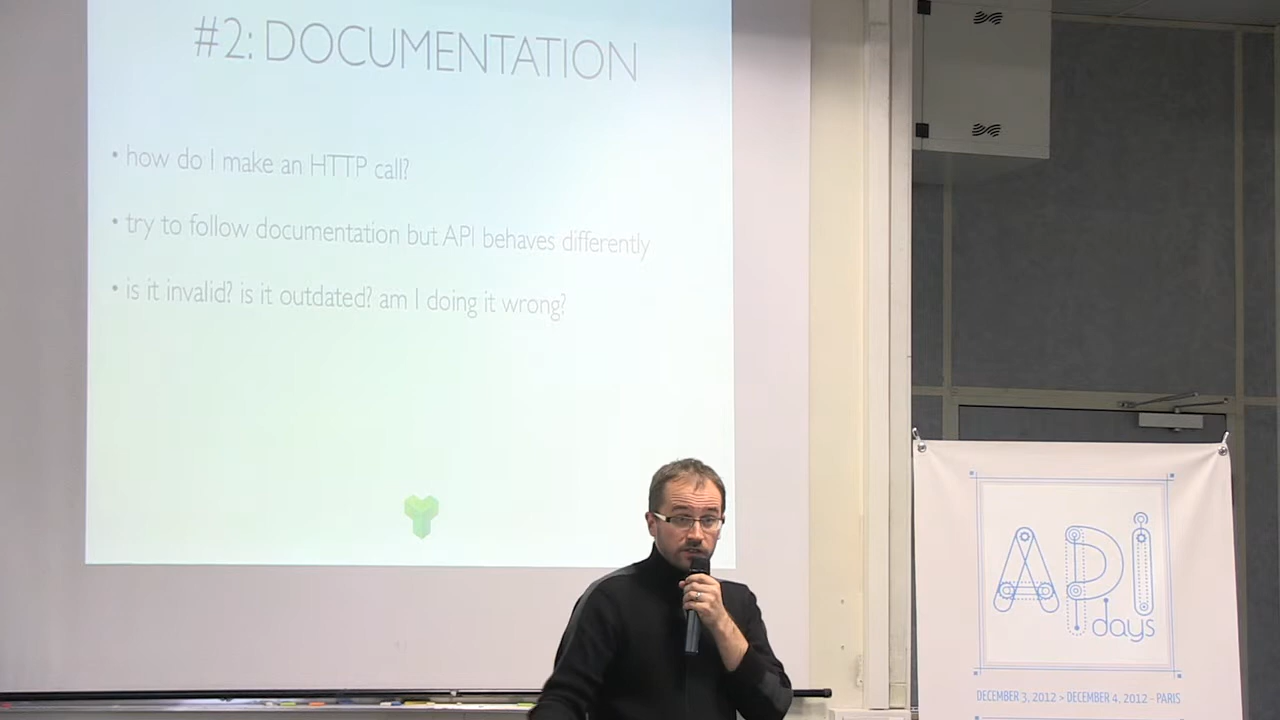 #2: DOCUMENTATION
• how do I make an HTTP call?
• try to follow documentation but API behaves differently
• is it invalid? is it outdated? am I doing it wrong?
API
days
DECEMBER 3, 2012 > DECEMBER 4, 2012 - PARIS